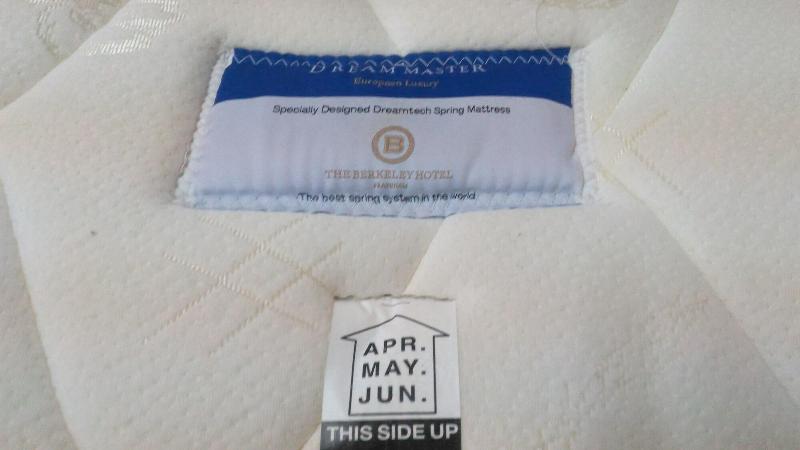 DREAM MASTER
European Luxury
Specially Designed Dreamtech Spring Mattress
B
THE BERKELEY HOTEL
PRATUNAM
The best spring system in the world
APR.
MAY.
JUN.
THIS SIDE UP